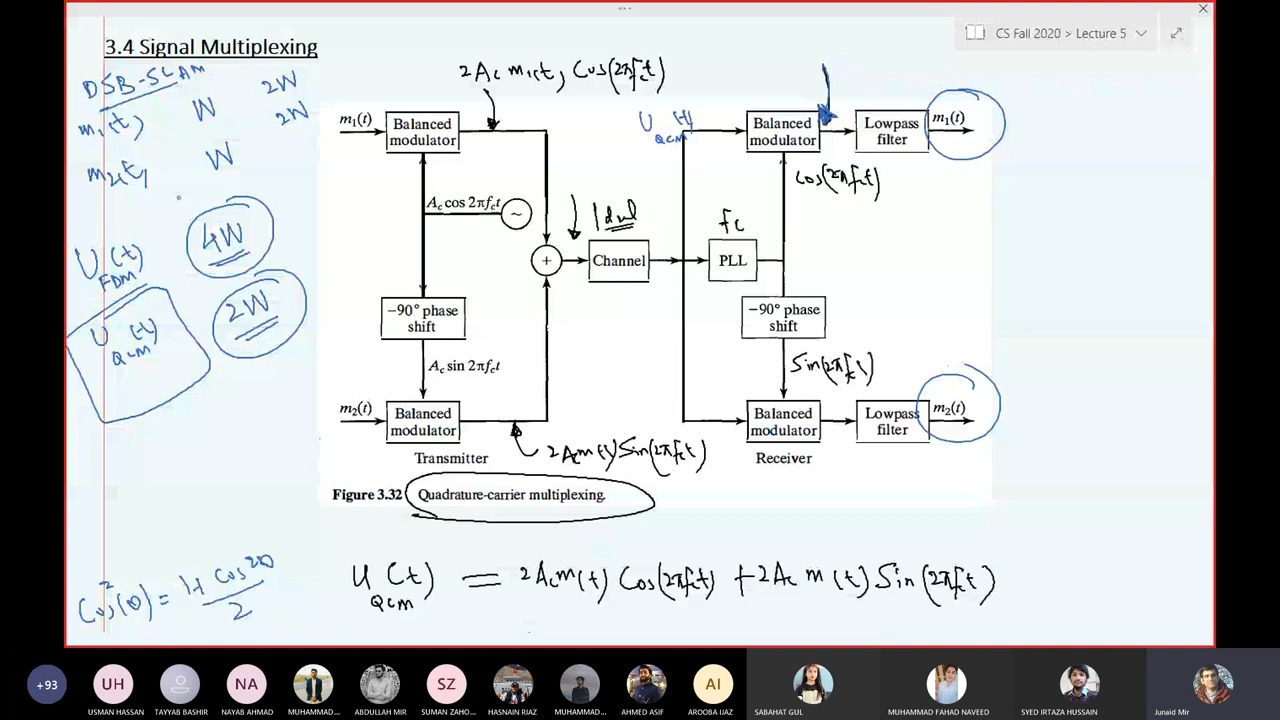 CS Fall 2020 > Lecture 5
3.4 Signal Multiplexing
DSB-SCAM
2W
m1(t)
W
2W
m2(t)
W
U FDM (t)
4W
U QCM (t)
2W
2Ac m1(t) Cos(2πfct)
m1(t)
Balanced
modulator
Ac cos 2πfct
~
+
−90° phase
shift
Ac sin 2πfct
m2(t)
Balanced
modulator
Transmitter
2Acm(t)Sin(2πfct)
Channel
U QCM (t)
fc
PLL
Balanced
modulator
Lowpass
filter
m1(t)
Cos(2πfct)
−90° phase
shift
Sin(2πfct)
Balanced
modulator
Lowpass
filter
m2(t)
Receiver
Figure 3.32 Quadrature-carrier multiplexing.
Cos²(θ) = 1+ Cos2θ / 2
U QCM (t) = 2Acm(t) Cos(2πfct) + 2Ac m(t) Sin(2πfct)
+93
UH
NA
SZ
AI
USMAN HASSAN
TAYYAB BASHIR
NAYAB AHMAD
MUHAMMAD...
ABDULLAH MIR
SUMAN ZAHO...
HASNAIN RIAZ
MUHAMMAD...
AHMED ASIF
AROOBA IJAZ
SABAHAT GUL
MUHAMMAD FAHAD NAVEED
SYED IRTAZA HUSSAIN
Junaid Mir